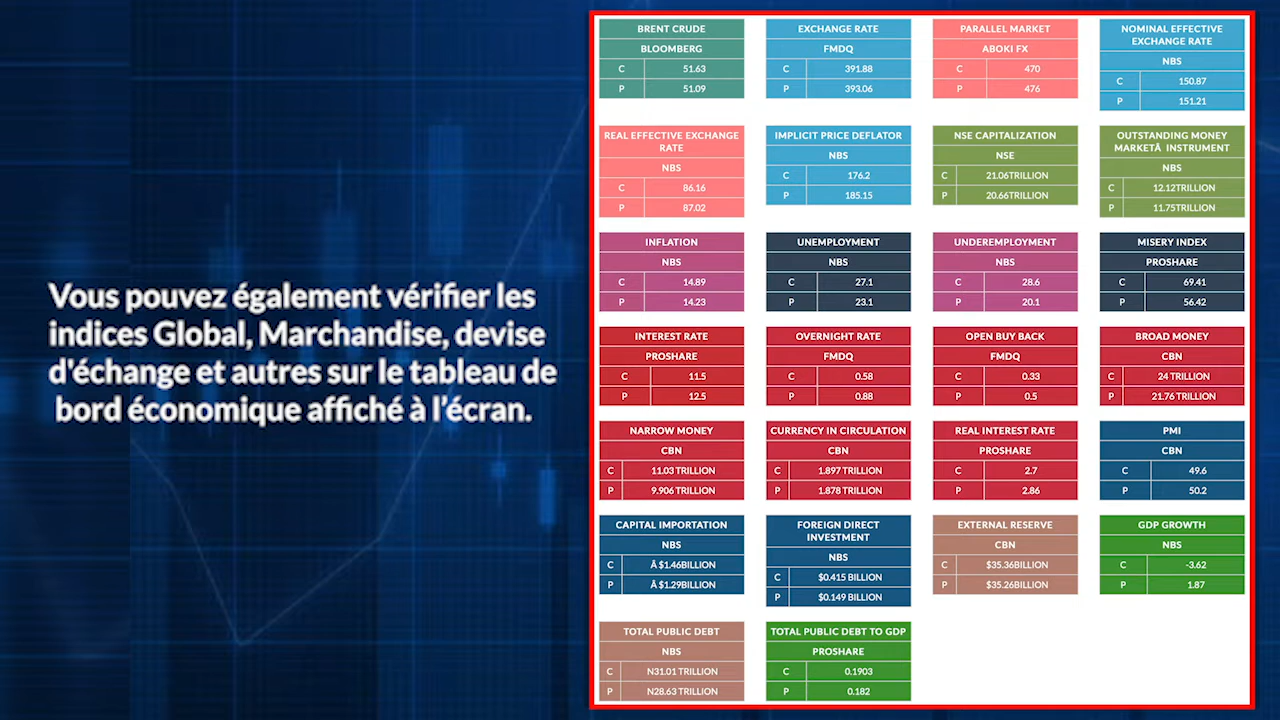 Vous pouvez également vérifier les
indices Global, Marchandise, devise
d'échange et autres sur le tableau de
bord économique affiché à l'écran.
BRENT CRUDE
BLOOMBERG
C 51.63
P 51.09
EXCHANGE RATE
FMDQ
C 391.88
P 393.06
PARALLEL MARKET
ABOKI FX
C 470
P 476
NOMINAL EFFECTIVE
EXCHANGE RATE
NBS
C 150.87
P 151.21
REAL EFFECTIVE EXCHANGE
RATE
NBS
C 86.16
P 87.02
IMPLICIT PRICE DEFLATOR
NBS
C 176.2
P 185.15
NSE CAPITALIZATION
NSE
C 21.06TRILLION
P 20.66TRILLION
OUTSTANDING MONEY
MARKETÂ INSTRUMENT
NBS
C 12.12TRILLION
P 11.75TRILLION
INFLATION
NBS
C 14.89
P 14.23
UNEMPLOYMENT
NBS
C 27.1
P 23.1
UNDEREMPLOYMENT
NBS
C 28.6
P 20.1
MISERY INDEX
PROSHARE
C 69.41
P 56.42
INTEREST RATE
PROSHARE
C 11.5
P 12.5
OVERNIGHT RATE
FMDQ
C 0.58
P 0.88
OPEN BUY BACK
FMDQ
C 0.33
P 0.5
BROAD MONEY
CBN
C 24 TRILLION
P 21.76 TRILLION
NARROW MONEY
CBN
C 11.03 TRILLION
P 9.906 TRILLION
CURRENCY IN CIRCULATION
CBN
C 1.897 TRILLION
P 1.878 TRILLION
REAL INTEREST RATE
PROSHARE
C 2.7
P 2.86
PMI
CBN
C 49.6
P 50.2
CAPITAL IMPORTATION
NBS
C Â $1.46BILLION
P Â $1.29BILLION
FOREIGN DIRECT
INVESTMENT
NBS
C $0.415 BILLION
P $0.149 BILLION
EXTERNAL RESERVE
CBN
C $35.36BILLION
P $35.26BILLION
GDP GROWTH
NBS
C -3.62
P 1.87
TOTAL PUBLIC DEBT
NBS
C N31.01 TRILLION
P N28.63 TRILLION
TOTAL PUBLIC DEBT TO GDP
PROSHARE
C 0.1903
P 0.182